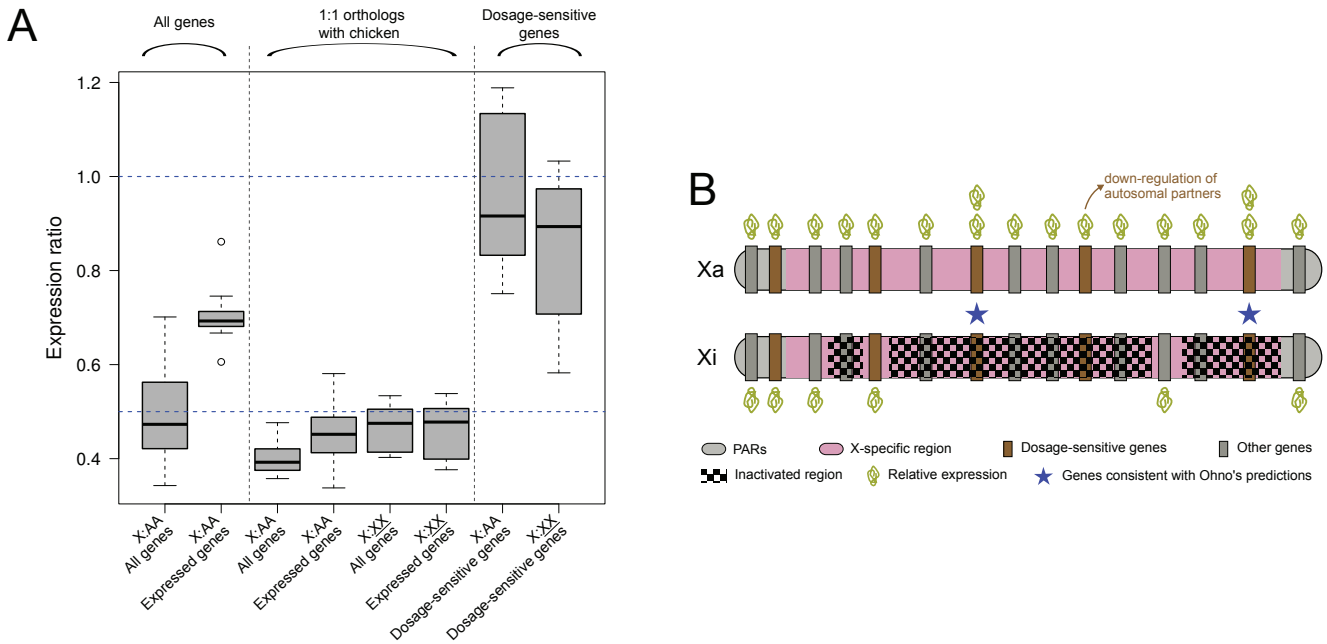 A
All genes
1:1 orthologs
with chicken
Dosage-sensitive
genes
Expression ratio
1.2
1.0
0.8
0.6
0.4
X:AA
All genes
X:AA
Expressed genes
X:AA
All genes
X:AA
Expressed genes
X:XX
All genes
X:XX
Expressed genes
X:AA
Dosage-sensitive genes
X:XX
Dosage-sensitive genes
B
down-regulation of
autosomal partners
Xa
Xi
PARs
X-specific region
Dosage-sensitive genes
Other genes
Inactivated region
Relative expression
Genes consistent with Ohno's predictions